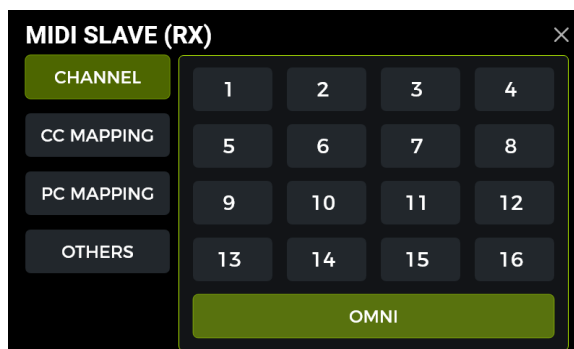 MIDI SLAVE (RX)
CHANNEL
CC MAPPING
PC MAPPING
OTHERS
1 2 3 4
5 6 7 8
9 10 11 12
13 14 15 16
OMNI